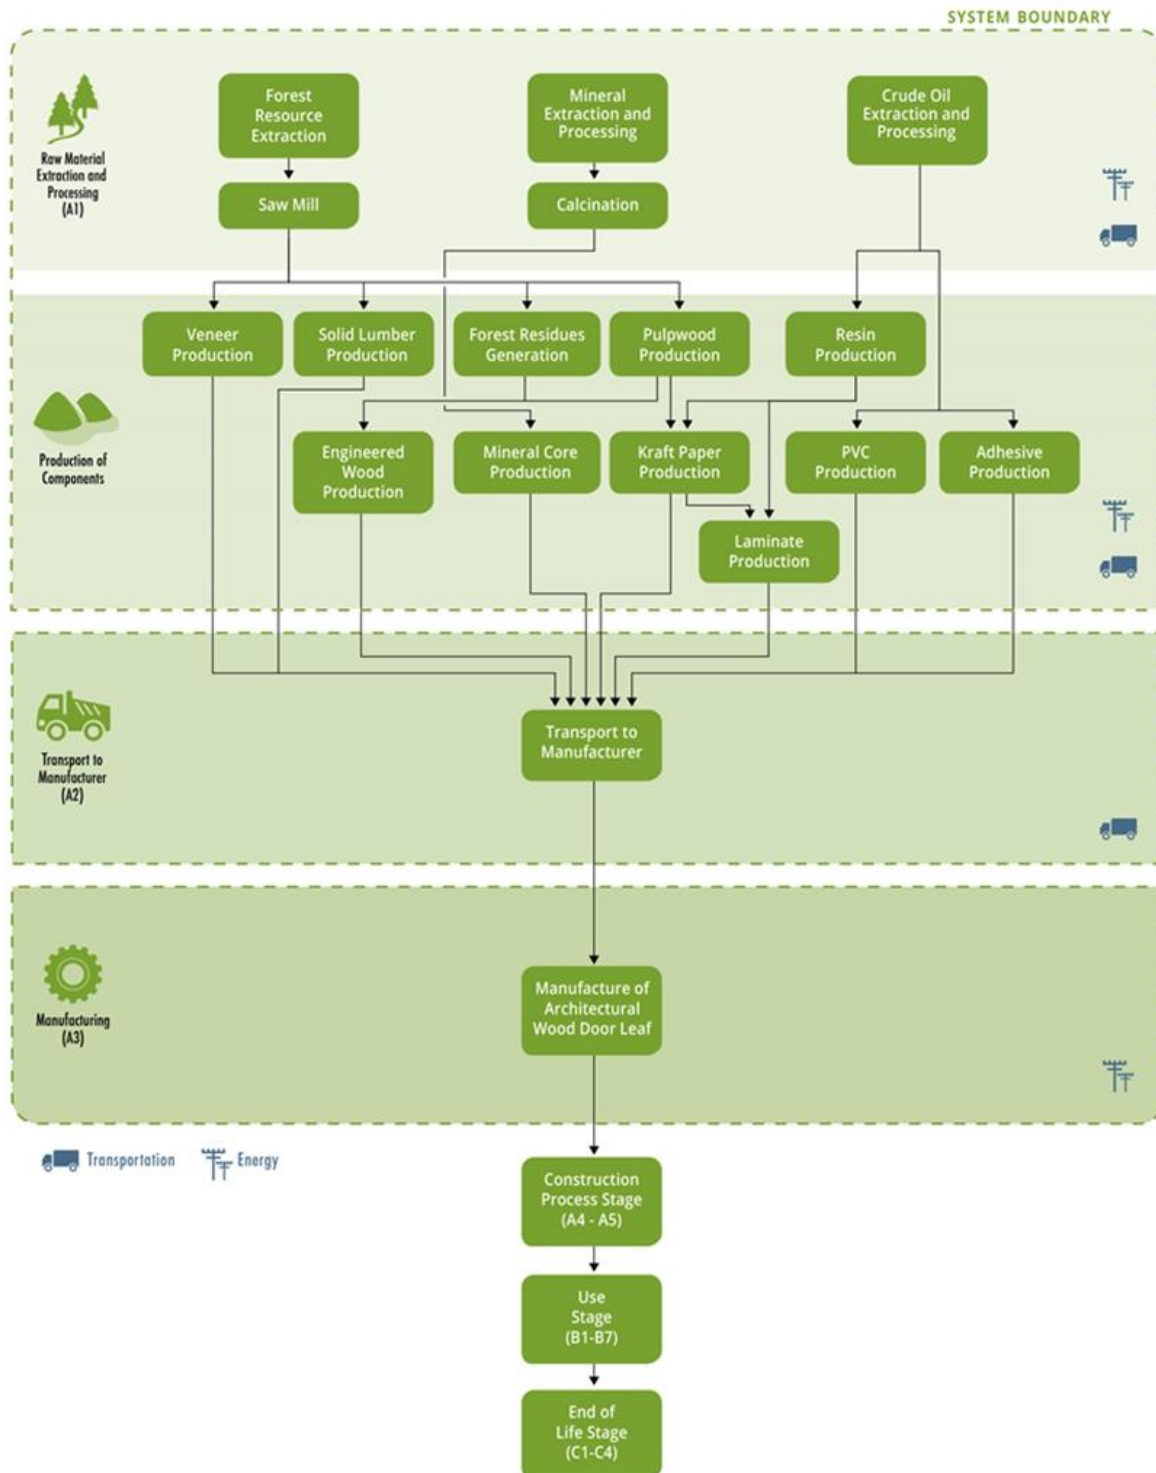 SYSTEM BOUNDARY
Forest
Resource
Extraction
Mineral
Extraction and
Processing
Crude Oil
Extraction and
Processing
Raw Material
Extraction and
Processing
(A1)
Saw Mill
Calcination
Veneer
Production
Solid Lumber
Production
Forest Residues
Generation
Pulpwood
Production
Resin
Production
Production of
Components
Engineered
Wood
Production
Mineral Core
Production
Kraft Paper
Production
PVC
Production
Adhesive
Production
Laminate
Production
Transport to
Manufacturer
(A2)
Transport to
Manufacturer
Manufacturing
(A3)
Manufacture of
Architectural
Wood Door Leaf
Transportation
Energy
Construction
Process Stage
(A4 - A5)
Use
Stage
(B1-B7)
End of
Life Stage
(C1-C4)